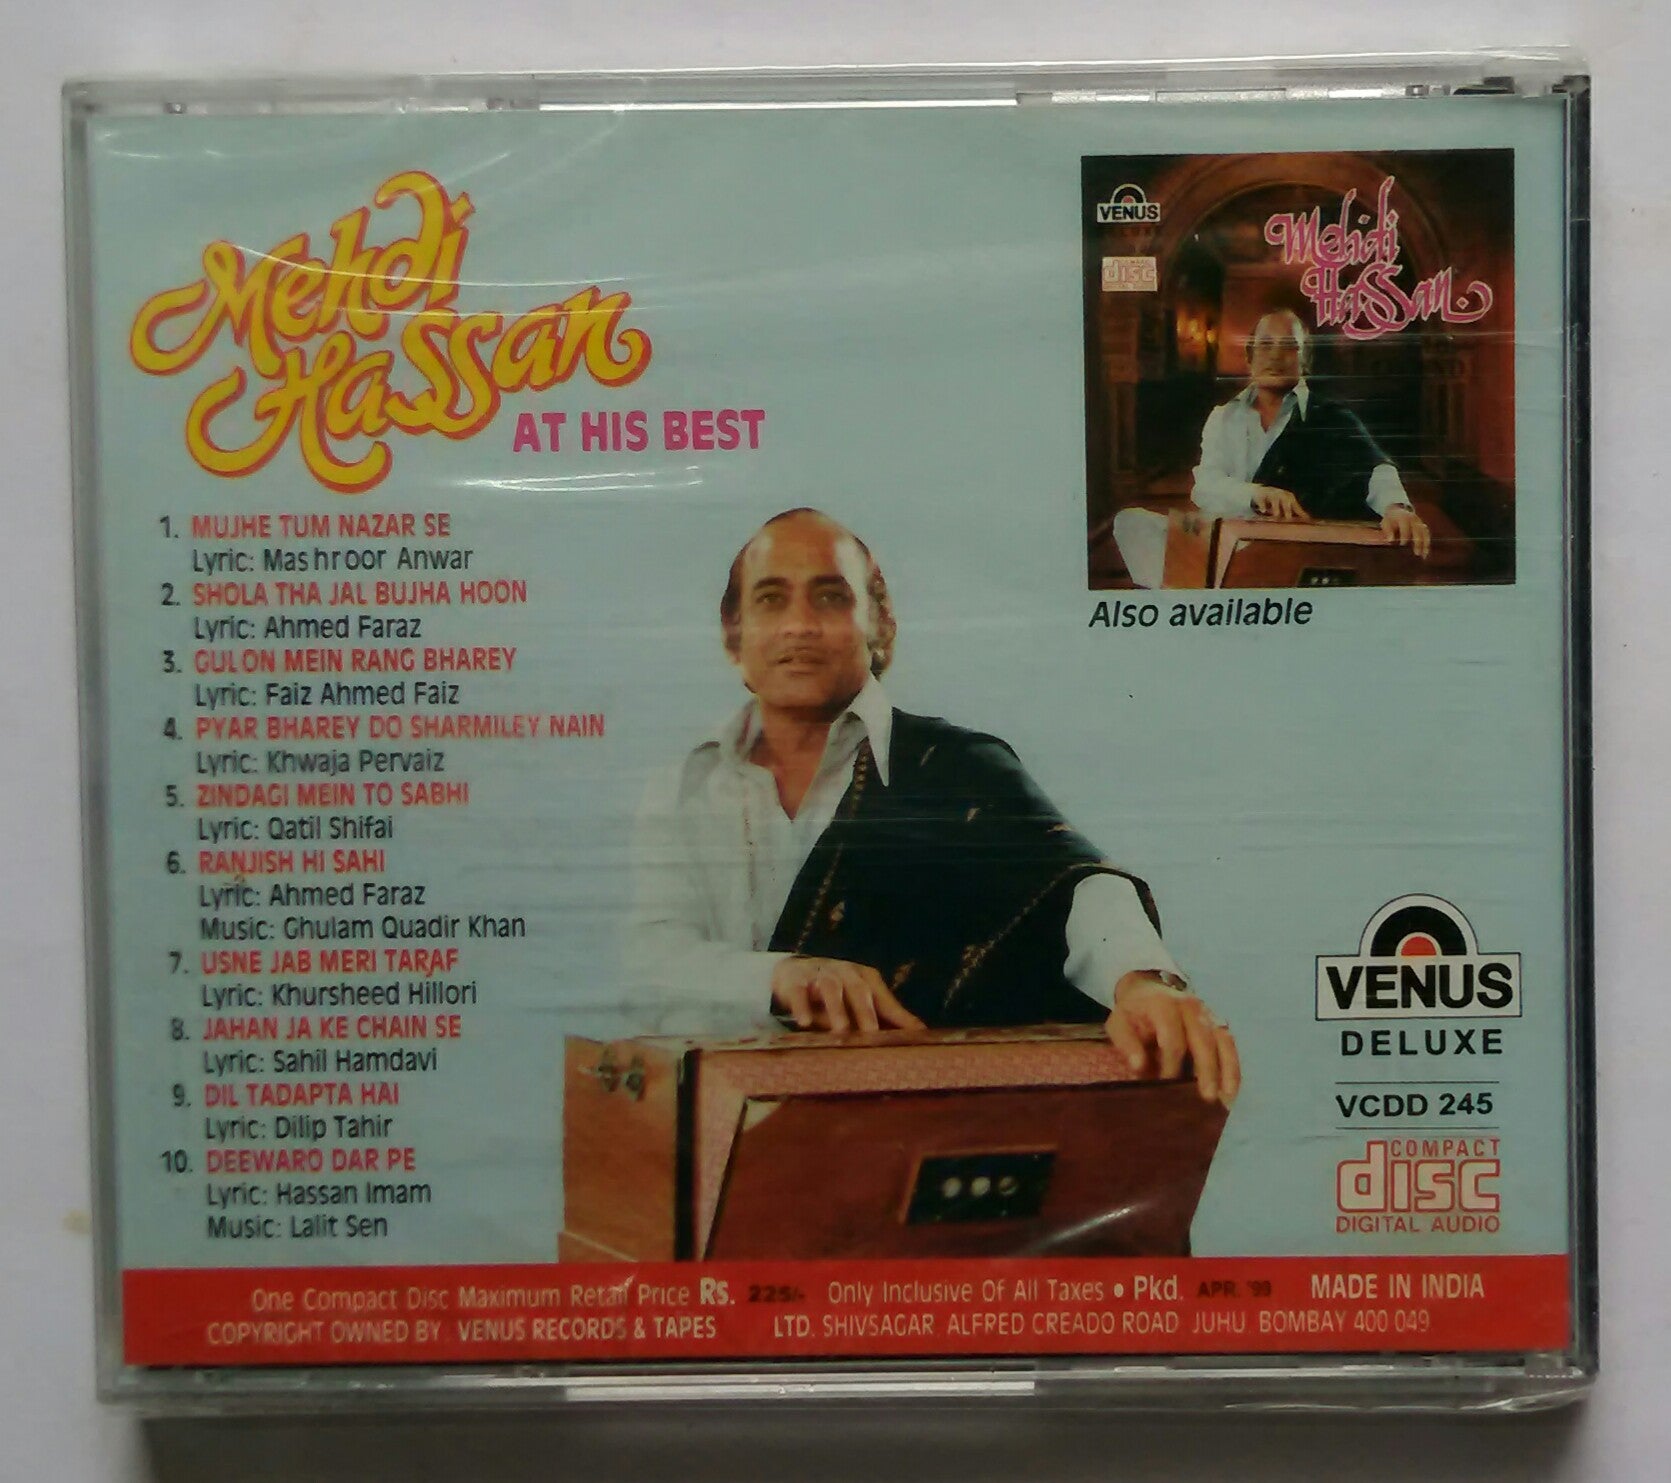 Mehdi
Hassan
AT HIS BEST
1. MUJHE TUM NAZAR SE
Lyric: Mashroor Anwar
2. SHOLA THA JAL BUJHA HOON
Lyric: Ahmed Faraz
3. GULON MEIN RANG BHAREY
Lyric: Faiz Ahmed Faiz
4. PYAR BHAREY DO SHARMILEY NAIN
Lyric: Khwaja Pervaiz
5. ZINDAGI MEIN TO SABHI
Lyric: Qatil Shifai
6. RANJISH HI SAHI
Lyric: Ahmed Faraz
Music: Ghulam Quadir Khan
7. USNE JAB MERI TARAF
Lyric: Khursheed Hillori
8. JAHAN JA KE CHAIN SE
Lyric: Sahil Hamdavi
9. DIL TADAPTA HAI
Lyric: Dilip Tahir
10. DEEWARO DAR PE
Lyric: Hassan Imam
Music: Lalit Sen
VENUS
disc
Mehdi
Hassan
Also available
VENUS
DELUXE
VCDD 245
COMPACT
disc
DIGITAL AUDIO
One Compact Disc Maximum Retail Price Rs. 225/- Only Inclusive Of All Taxes • Pkd. APR. '99 MADE IN INDIA
COPYRIGHT OWNED BY VENUS RECORDS & TAPES LTD. SHIVSAGAR ALFRED CREADO ROAD JUHU BOMBAY 400 049